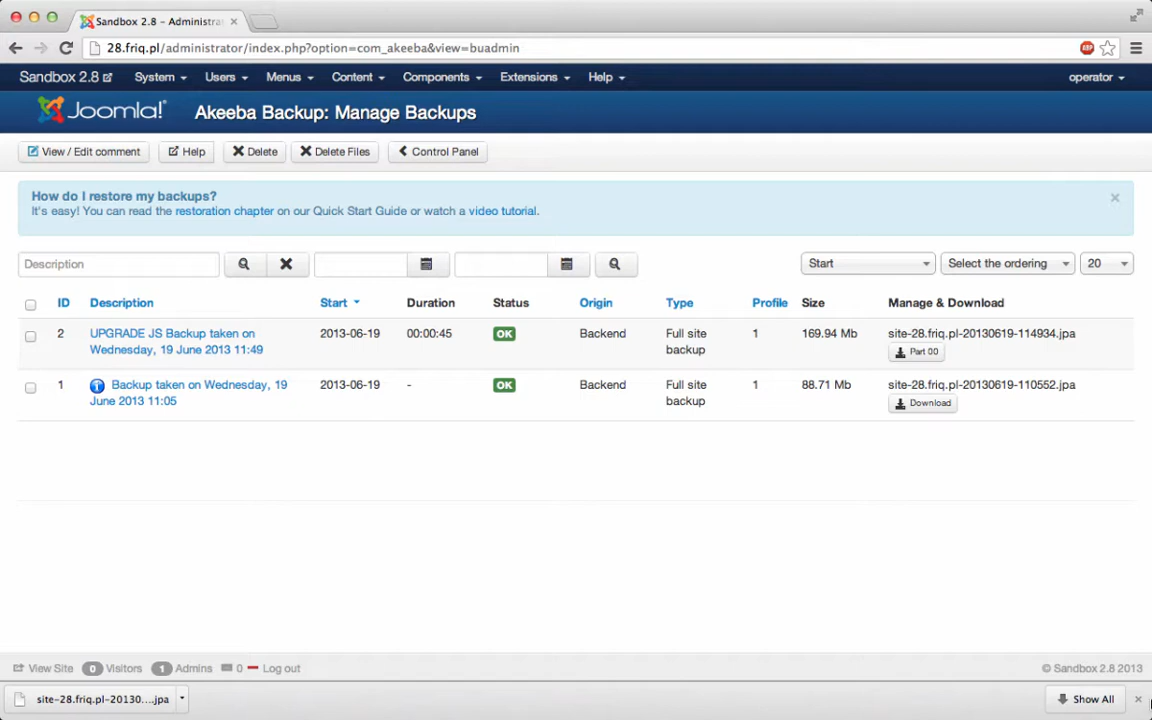 Sandbox 2.8 - Administra
28.friq.pl/administrator/index.php?option=com_akeeba&view=buadmin
ABP
Sandbox 2.8 System Users Menus Content Components Extensions Help operator
Joomla! Akeeba Backup: Manage Backups
View / Edit comment Help Delete Delete Files Control Panel
How do I restore my backups?
It's easy! You can read the restoration chapter on our Quick Start Guide or watch a video tutorial.
Description Start Select the ordering 20
ID Description Start Duration Status Origin Type Profile Size Manage & Download
2 UPGRADE JS Backup taken on 2013-06-19 00:00:45 OK Backend Full site 1 169.94 Mb site-28.friq.pl-20130619-114934.jpa
Wednesday, 19 June 2013 11:49 backup Part 00
1 Backup taken on Wednesday, 19 2013-06-19 - OK Backend Full site 1 88.71 Mb site-28.friq.pl-20130619-110552.jpa
June 2013 11:05 backup Download
View Site 0 Visitors 1 Admins 0 Log out © Sandbox 2.8 2013
site-28.friq.pl-20130....jpa Show All